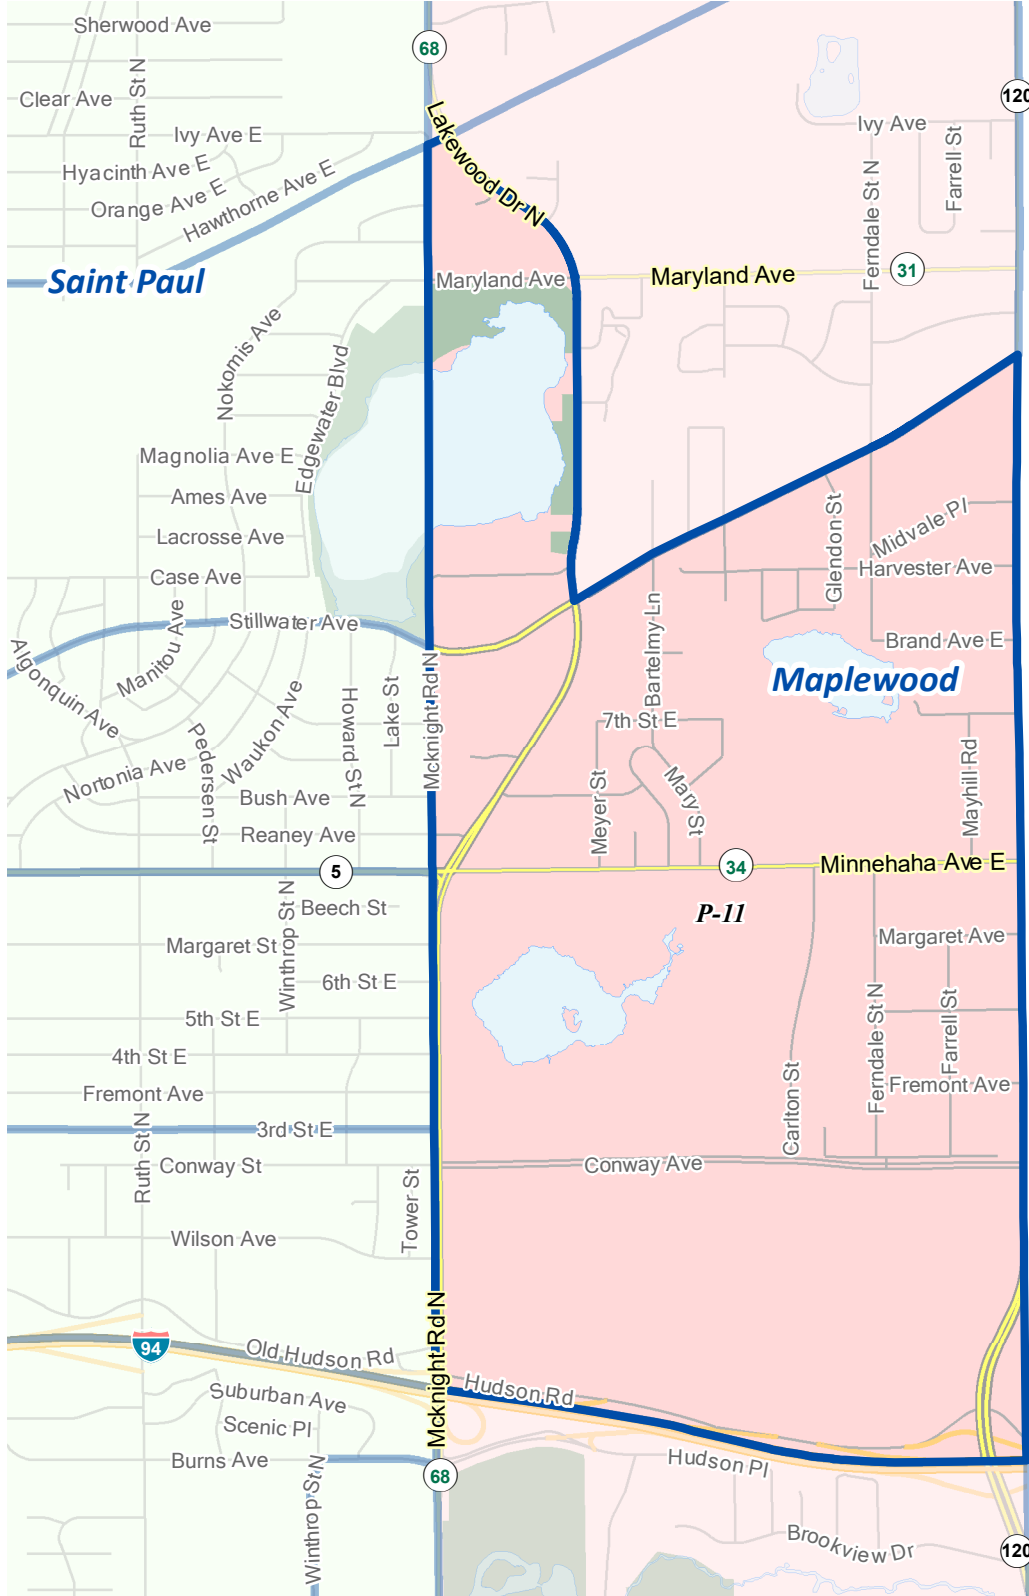 Sherwood Ave
68
Clear Ave
Ruth St N
120
Ivy Ave E
Lakewood Dr N
Ivy Ave
Farrell St
Hyacinth Ave E
Orange Ave E
Hawthorne Ave E
Ferndale St N
Saint Paul
Maryland Ave
Maryland Ave
31
Nokomis Ave
Edgewater Blvd
Magnolia Ave E
Ames Ave
Lacrosse Ave
Case Ave
Glendon St
Midvale Pl
Harvester Ave
Stillwater Ave
Manitou Ave
Algonquin Ave
Bartelmy Ln
Brand Ave E
Maplewood
Mcknight Rd N
Lake St
Howard St N
Waukon Ave
Pedersen St
Nortonia Ave
7th St E
Meyer St
Mary St
Mayhill Rd
Bush Ave
Reaney Ave
5
34
Minnehaha Ave E
P-11
Winthrop St N
Beech St
Margaret St
Margaret Ave
6th St E
5th St E
4th St E
Fremont Ave
Ferndale St N
Farrell St
Fremont Ave
Carlton St
3rd St E
Ruth St N
Conway St
Conway Ave
Tower St
Wilson Ave
94
Old Hudson Rd
Mcknight Rd N
Hudson Rd
Suburban Ave
Scenic Pl
Burns Ave
Hudson Pl
68
Winthrop St N
Brookview Dr
120